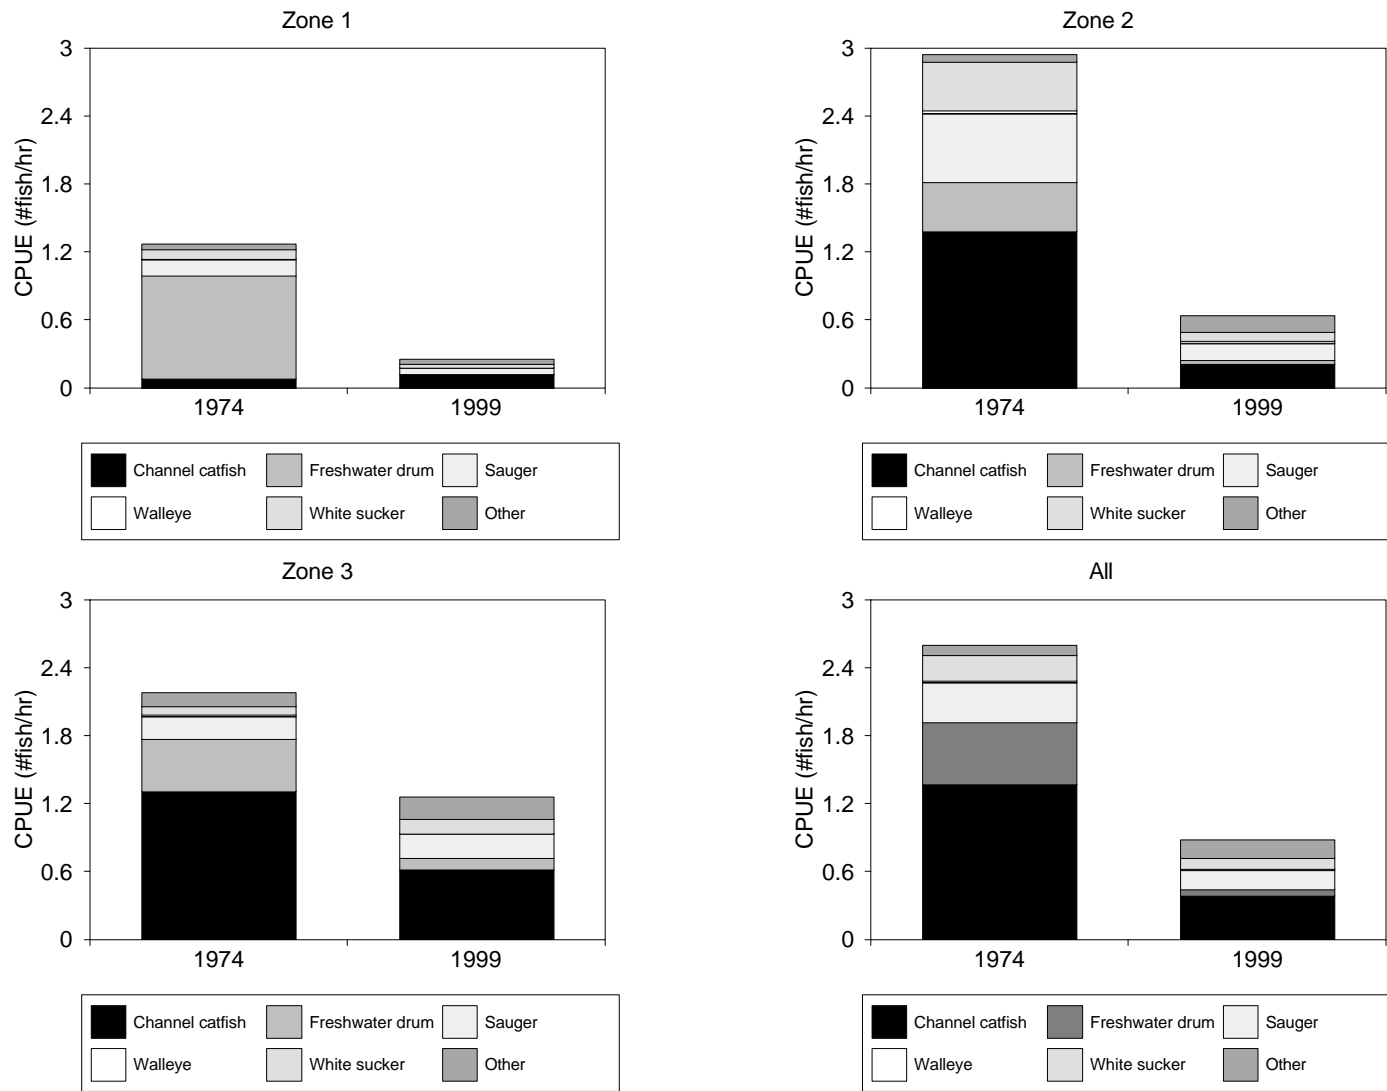 Zone 1
CPUE (#fish/hr)
3
2.4
1.8
1.2
0.6
0
1974 1999
Channel catfish Freshwater drum Sauger
Walleye White sucker Other
Zone 2
CPUE (#fish/hr)
3
2.4
1.8
1.2
0.6
0
1974 1999
Channel catfish Freshwater drum Sauger
Walleye White sucker Other
Zone 3
CPUE (#fish/hr)
3
2.4
1.8
1.2
0.6
0
1974 1999
Channel catfish Freshwater drum Sauger
Walleye White sucker Other
All
CPUE (#fish/hr)
3
2.4
1.8
1.2
0.6
0
1974 1999
Channel catfish Freshwater drum Sauger
Walleye White sucker Other